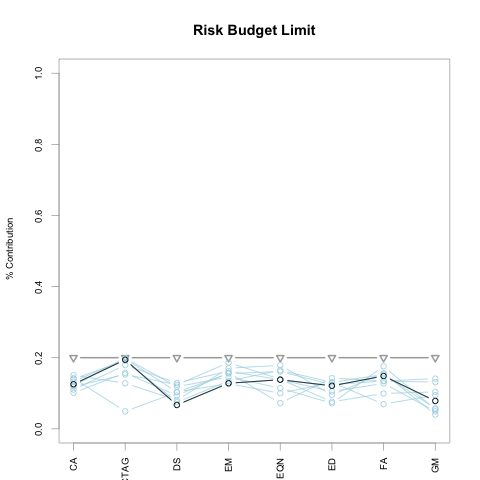 Risk Budget Limit
% Contribution
1.0
0.8
0.6
0.4
0.2
0.0
CA
DS
EM
EQN
ED
FA
GM